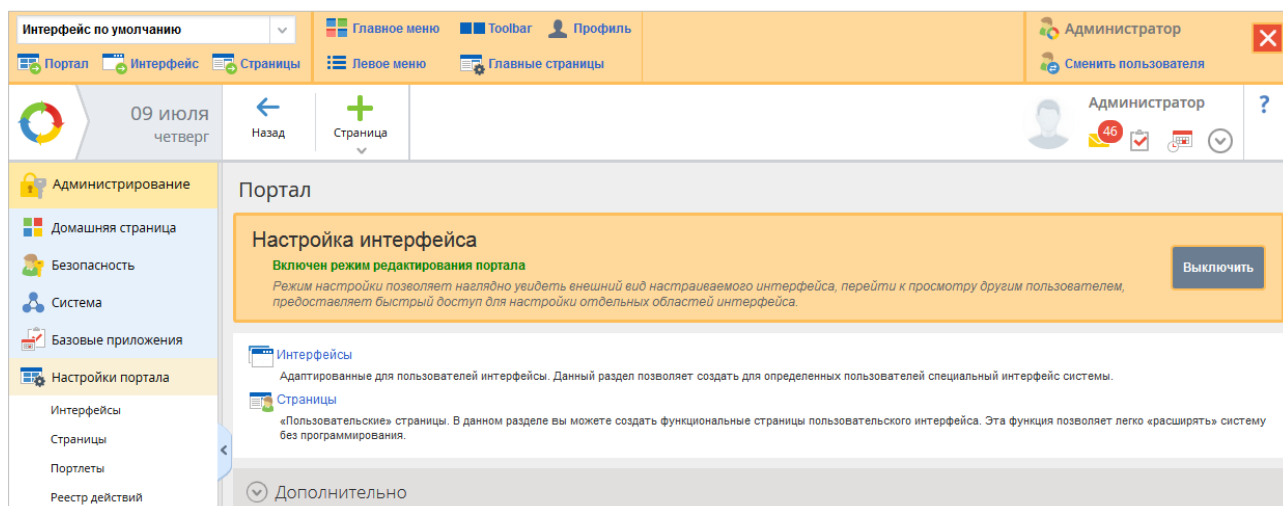 Интерфейс по умолчанию
Главное меню Toolbar Профиль
Администратор
Портал Интерфейс Страницы
Левое меню Главные страницы
Сменить пользователя
09 июля
четверг
Назад
Страница
Администратор
46
?
Администрирование
Домашняя страница
Безопасность
Система
Базовые приложения
Настройки портала
Интерфейсы
Страницы
Портлеты
Реестр действий
Портал
Настройка интерфейса
Включен режим редактирования портала
Режим настройки позволяет наглядно увидеть внешний вид настраиваемого интерфейса, перейти к просмотру другим пользователем,
предоставляет быстрый доступ для настройки отдельных областей интерфейса.
Выключить
Интерфейсы
Адаптированные для пользователей интерфейсы. Данный раздел позволяет создать для определенных пользователей специальный интерфейс системы.
Страницы
«Пользовательские» страницы. В данном разделе вы можете создать функциональные страницы пользовательского интерфейса. Эта функция позволяет легко «расширять» систему
без программирования.
Дополнительно